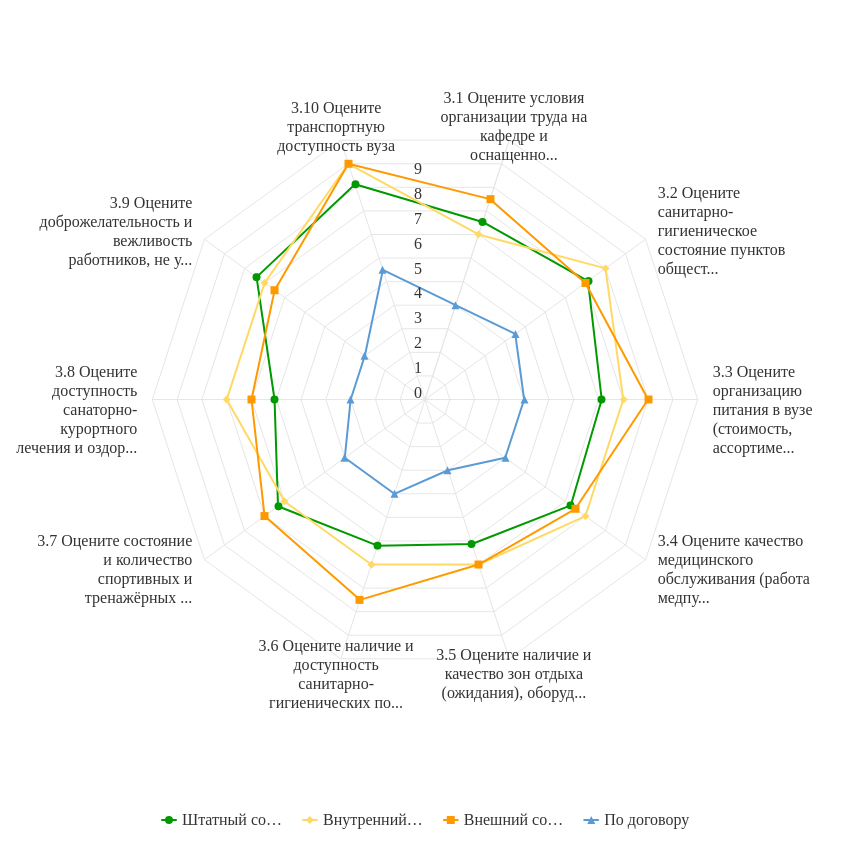 3.10 Оцените
транспортную
доступность вуза
3.1 Оцените условия
организации труда на
кафедре и
оснащенно...
3.2 Оцените
санитарно-
гигиеническое
состояние пунктов
общест...
3.3 Оцените
организацию
питания в вузе
(стоимость,
ассортиме...
3.4 Оцените качество
медицинского
обслуживания (работа
медпу...
3.5 Оцените наличие и
качество зон отдыха
(ожидания), оборуд...
3.6 Оцените наличие и
доступность
санитарно-
гигиенических по...
3.7 Оцените состояние
и количество
спортивных и
тренажёрных ...
3.8 Оцените
доступность
санаторно-
курортного
лечения и оздор...
3.9 Оцените
доброжелательность и
вежливость
работников, не у...
9
8
7
6
5
4
3
2
1
0
Штатный со… Внутренний… Внешний со… По договору